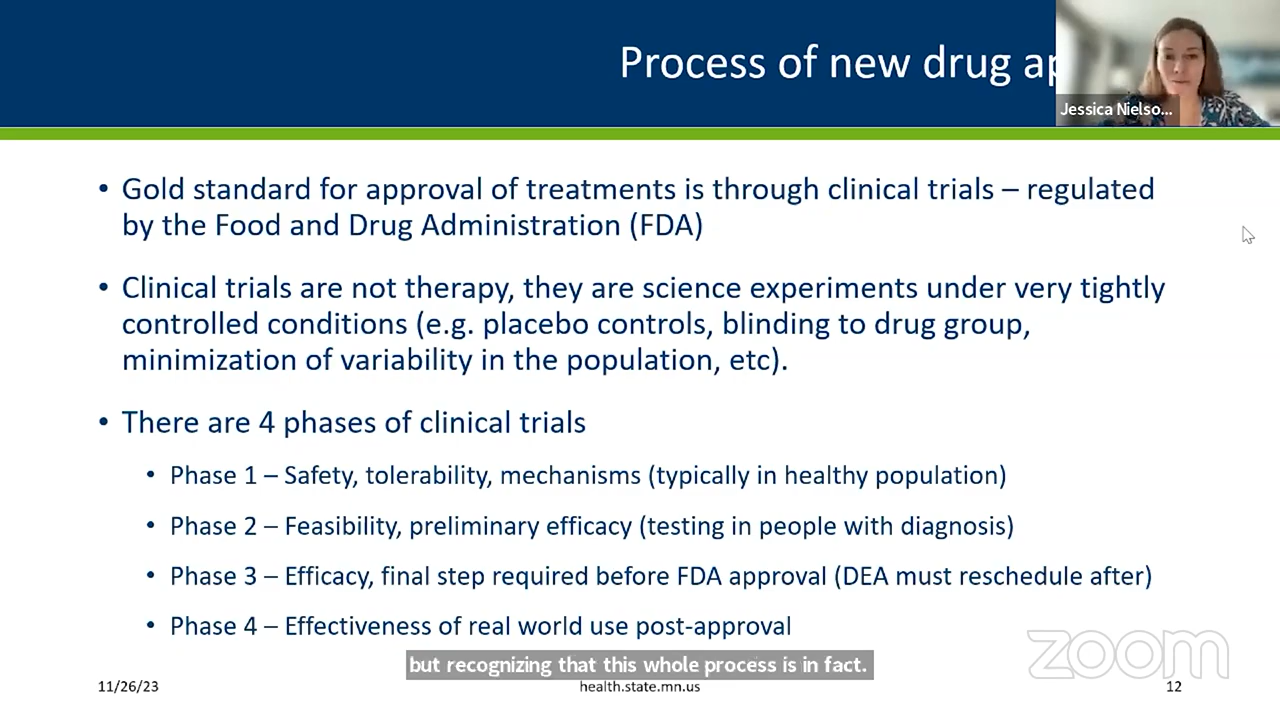 Process of new drug ap
Jessica Nielso...
• Gold standard for approval of treatments is through clinical trials – regulated
by the Food and Drug Administration (FDA)
• Clinical trials are not therapy, they are science experiments under very tightly
controlled conditions (e.g. placebo controls, blinding to drug group,
minimization of variability in the population, etc).
• There are 4 phases of clinical trials
• Phase 1 – Safety, tolerability, mechanisms (typically in healthy population)
• Phase 2 – Feasibility, preliminary efficacy (testing in people with diagnosis)
• Phase 3 – Efficacy, final step required before FDA approval (DEA must reschedule after)
• Phase 4 – Effectiveness of real world use post-approval
but recognizing that this whole process is in fact.
zoom
11/26/23
health.state.mn.us
12